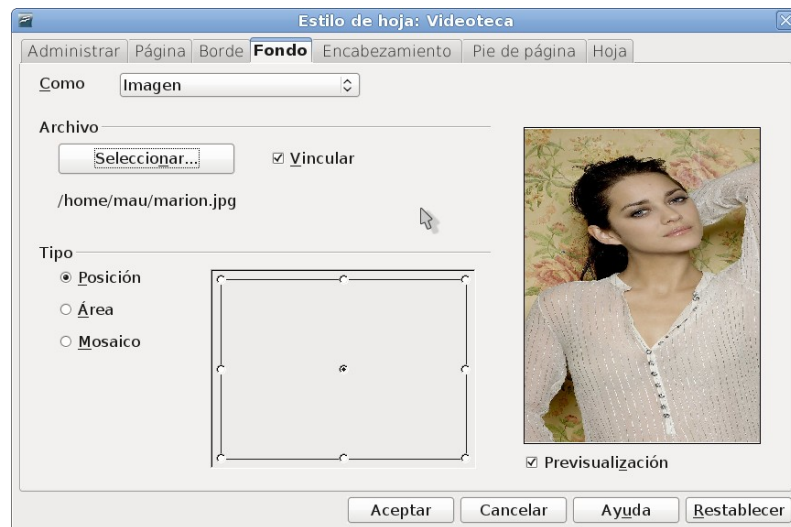 Estilo de hoja: Videoteca
Administrar Página Borde Fondo Encabezamiento Pie de página Hoja
Como Imagen
Archivo
Seleccionar... Vincular
/home/mau/marion.jpg
Tipo
Posición
Área
Mosaico
Previsualización
Aceptar Cancelar Ayuda Restablecer